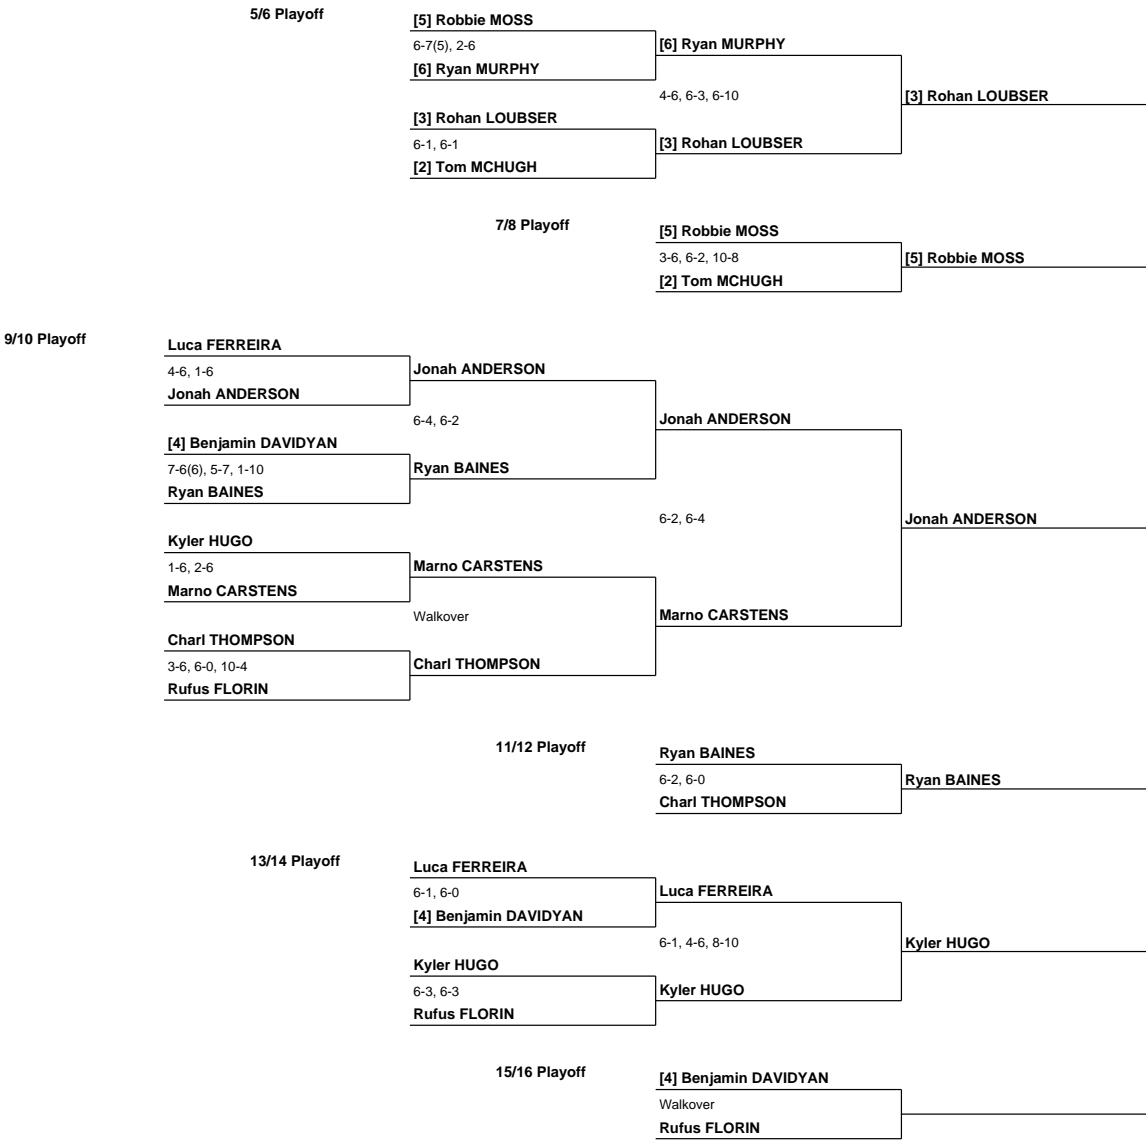 5/6 Playoff
[5] Robbie MOSS
6-7(5), 2-6
[6] Ryan MURPHY
[6] Ryan MURPHY
4-6, 6-3, 6-10
[3] Rohan LOUBSER
[3] Rohan LOUBSER
6-1, 6-1
[3] Rohan LOUBSER
[2] Tom MCHUGH
7/8 Playoff
[5] Robbie MOSS
3-6, 6-2, 10-8
[5] Robbie MOSS
[2] Tom MCHUGH
9/10 Playoff
Luca FERREIRA
4-6, 1-6
Jonah ANDERSON
Jonah ANDERSON
6-4, 6-2
Jonah ANDERSON
[4] Benjamin DAVIDYAN
7-6(6), 5-7, 1-10
Ryan BAINES
Ryan BAINES
6-2, 6-4
Jonah ANDERSON
Kyler HUGO
1-6, 2-6
Marno CARSTENS
Marno CARSTENS
Walkover
Marno CARSTENS
Charl THOMPSON
3-6, 6-0, 10-4
Charl THOMPSON
Rufus FLORIN
11/12 Playoff
Ryan BAINES
6-2, 6-0
Ryan BAINES
Charl THOMPSON
13/14 Playoff
Luca FERREIRA
6-1, 6-0
Luca FERREIRA
[4] Benjamin DAVIDYAN
6-1, 4-6, 8-10
Kyler HUGO
Kyler HUGO
6-3, 6-3
Kyler HUGO
Rufus FLORIN
15/16 Playoff
[4] Benjamin DAVIDYAN
Walkover
Rufus FLORIN